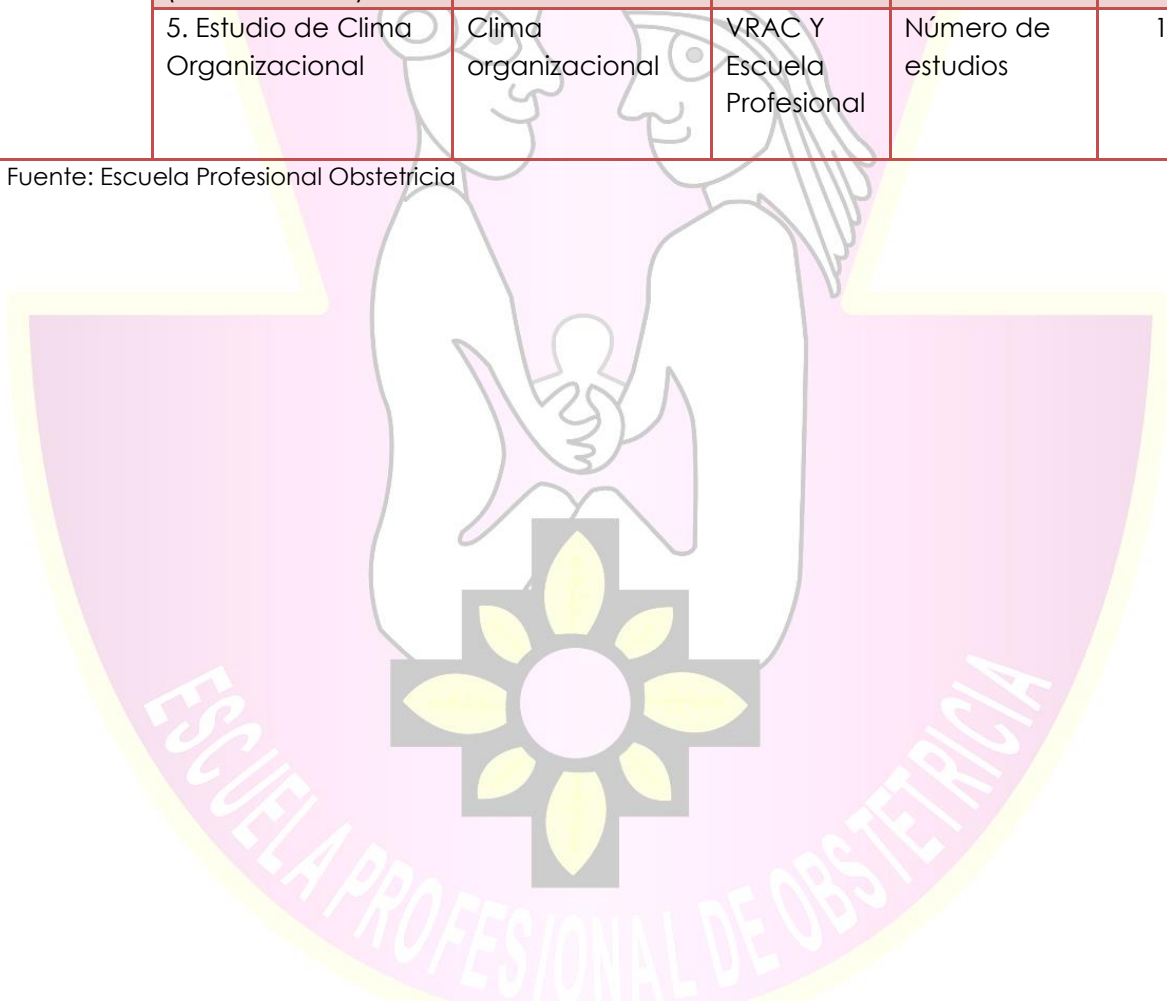 5. Estudio de Clima
Organizacional
Clima
organizacional
VRAC Y
Escuela
Profesional
Número de
estudios
1
Fuente: Escuela Profesional Obstetricia
ESCUELA PROFESIONAL DE OBSTETRICIA